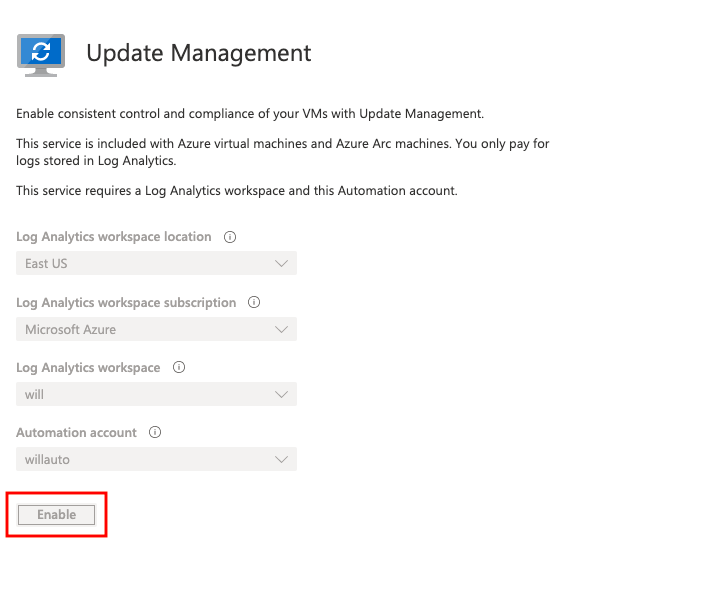 Update Management
Enable consistent control and compliance of your VMs with Update Management.
This service is included with Azure virtual machines and Azure Arc machines. You only pay for
logs stored in Log Analytics.
This service requires a Log Analytics workspace and this Automation account.
Log Analytics workspace location
East US
Log Analytics workspace subscription
Microsoft Azure
Log Analytics workspace
will
Automation account
willauto
Enable